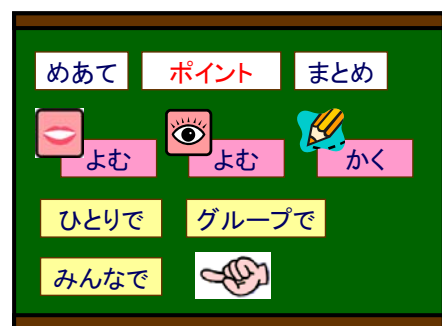 めあて ポイント まとめ
よむ よむ かく
ひとりで グループで
みんなで